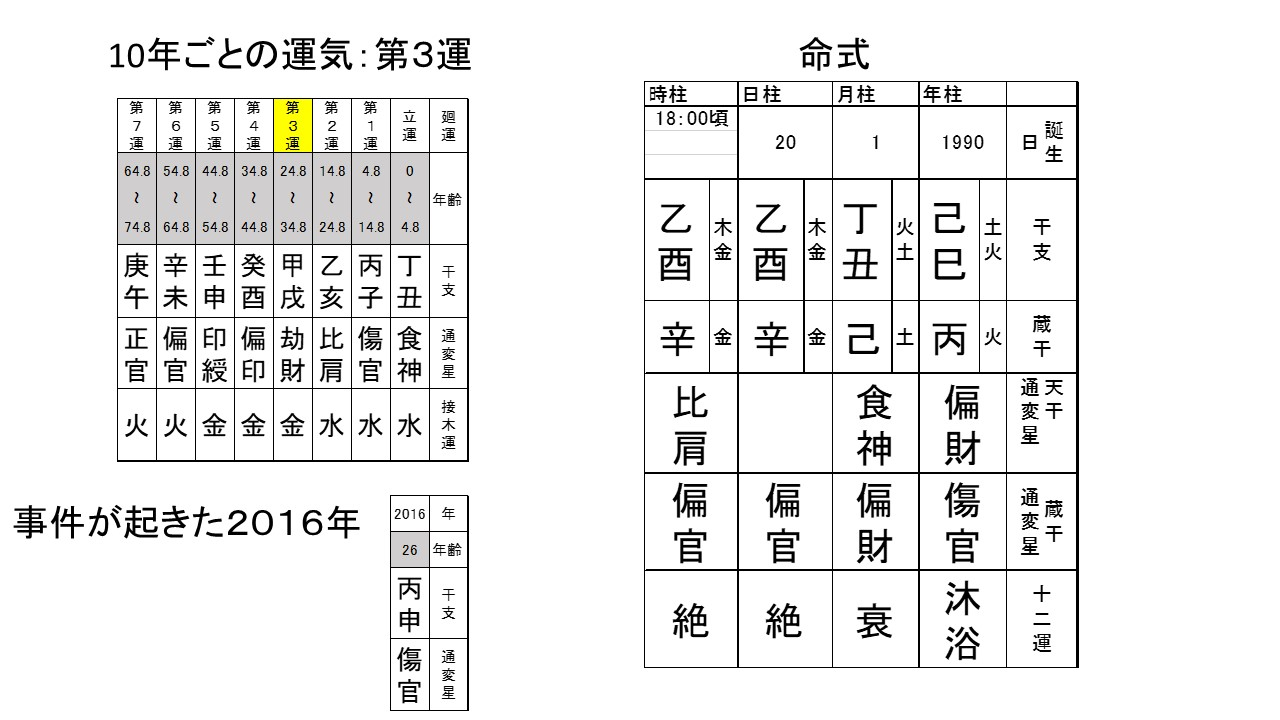 10年ごとの運気：第３運
第７運 第６運 第５運 第４運 第３運 第２運 第１運 立運 廻運
64.8～74.8 54.8～64.8 44.8～54.8 34.8～44.8 24.8～34.8 14.8～24.8 4.8～14.8 0～4.8 年齢
庚午 辛未 壬申 癸酉 甲戌 乙亥 丙子 丁丑 干支
正官 偏官 印綬 偏印 劫財 比肩 傷官 食神 通変星
火 火 金 金 金 水 水 水 接木運
事件が起きた２０１６年
2016 年
26 年齢
丙申 干支
傷官 通変星
命式
時柱 日柱 月柱 年柱
18:00頃 20 1 1990 誕生日
乙酉 木金 乙酉 木金 丁丑 火土 己巳 土火 干支
辛 金 辛 金 己 土 丙 火 蔵干
比肩 食神 偏財 天干通変星
偏官 偏官 偏財 傷官 蔵干通変星
絶 絶 衰 沐浴 十二運